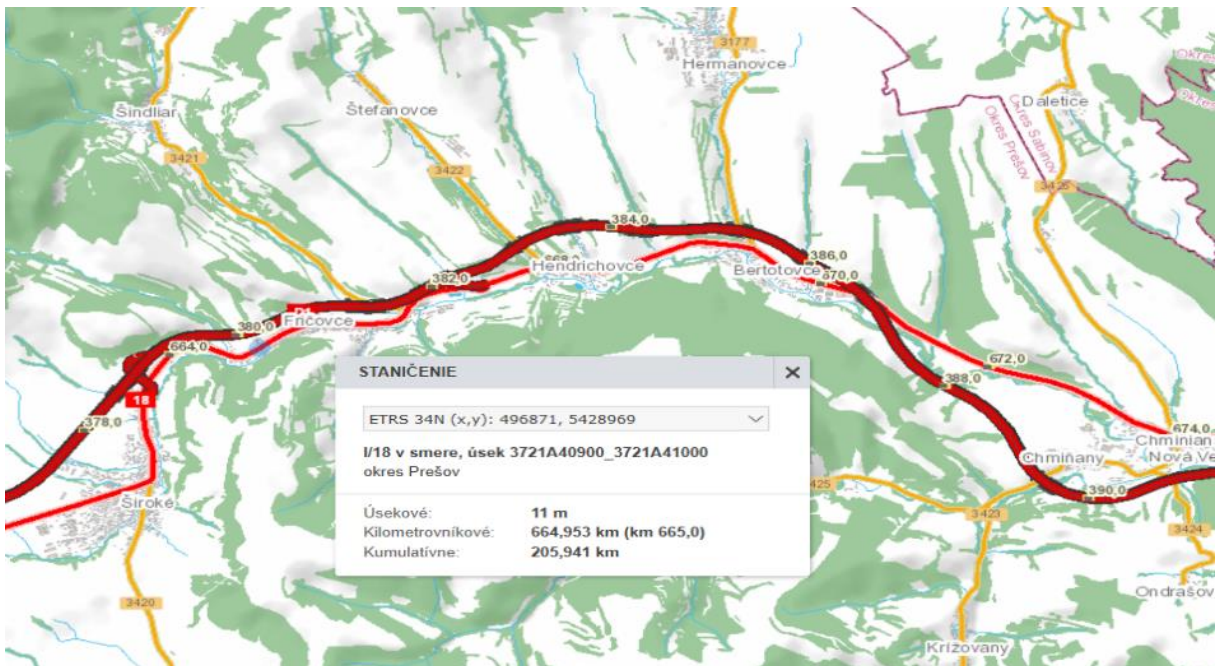 3177
Hermanovce
Šindliar
Štefanovce
Daletice
Okres Sabinov
Okres Prešov
3421
3422
3425
384,0
386,0
Hendrichovce
Bertotovce
670,0
382,0
380,0
Fričovce
664,0
672,0
18
388,0
378,0
674,0
Chminian
Nová Ve
Chmiňany
390,0
Široké
3423
3424
3420
Ondrašov
Križovany
STANIČENIE
ETRS 34N (x,y): 496871, 5428969
I/18 v smere, úsek 3721A40900_3721A41000
okres Prešov
Úsekové: 11 m
Kilometrovníkové: 664,953 km (km 665,0)
Kumulatívne: 205,941 km